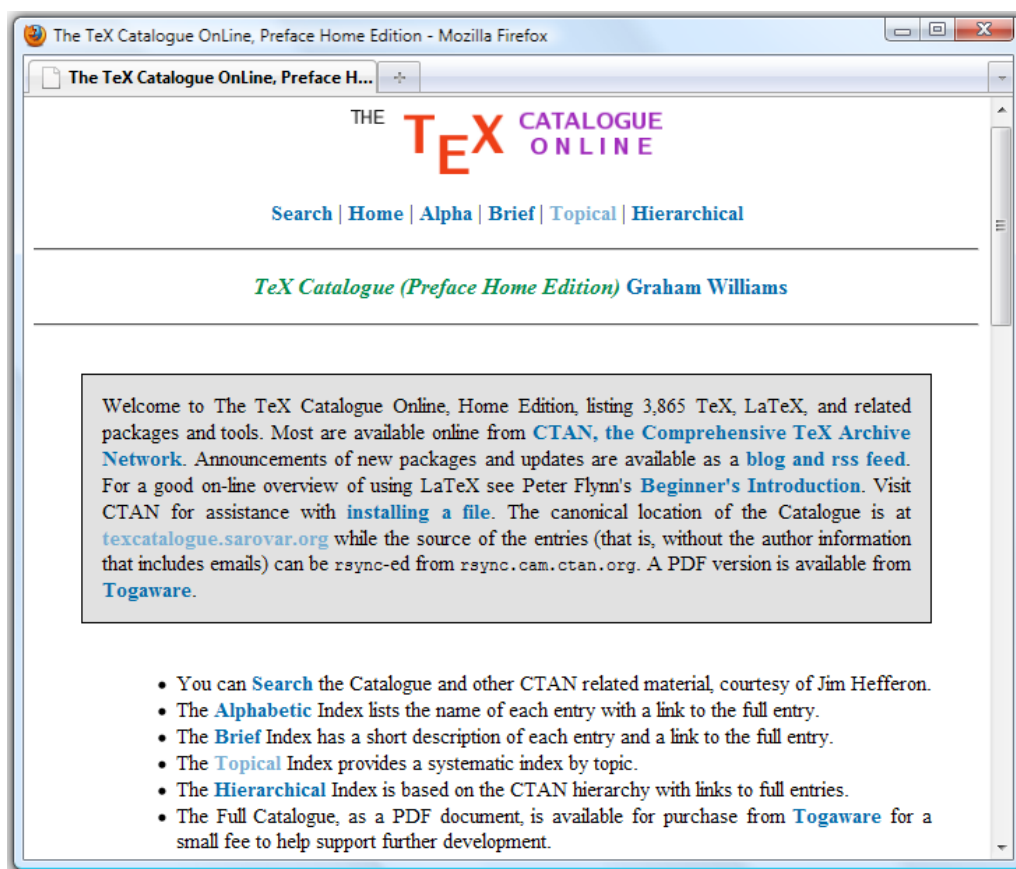 The TeX Catalogue OnLine, Preface Home Edition - Mozilla Firefox
The TeX Catalogue OnLine, Preface H...
THE TEX CATALOGUE
ONLINE
Search | Home | Alpha | Brief | Topical | Hierarchical
TeX Catalogue (Preface Home Edition) Graham Williams
Welcome to The TeX Catalogue Online, Home Edition, listing 3,865 TeX, LaTeX, and related
packages and tools. Most are available online from CTAN, the Comprehensive TeX Archive
Network. Announcements of new packages and updates are available as a blog and rss feed.
For a good on-line overview of using LaTeX see Peter Flynn's Beginner's Introduction. Visit
CTAN for assistance with installing a file. The canonical location of the Catalogue is at
texcatalogue.sarovar.org while the source of the entries (that is, without the author information
that includes emails) can be rsync-ed from rsync.cam.ctan.org. A PDF version is available from
Togaware.
• You can Search the Catalogue and other CTAN related material, courtesy of Jim Hefferon.
• The Alphabetic Index lists the name of each entry with a link to the full entry.
• The Brief Index has a short description of each entry and a link to the full entry.
• The Topical Index provides a systematic index by topic.
• The Hierarchical Index is based on the CTAN hierarchy with links to full entries.
• The Full Catalogue, as a PDF document, is available for purchase from Togaware for a
small fee to help support further development.